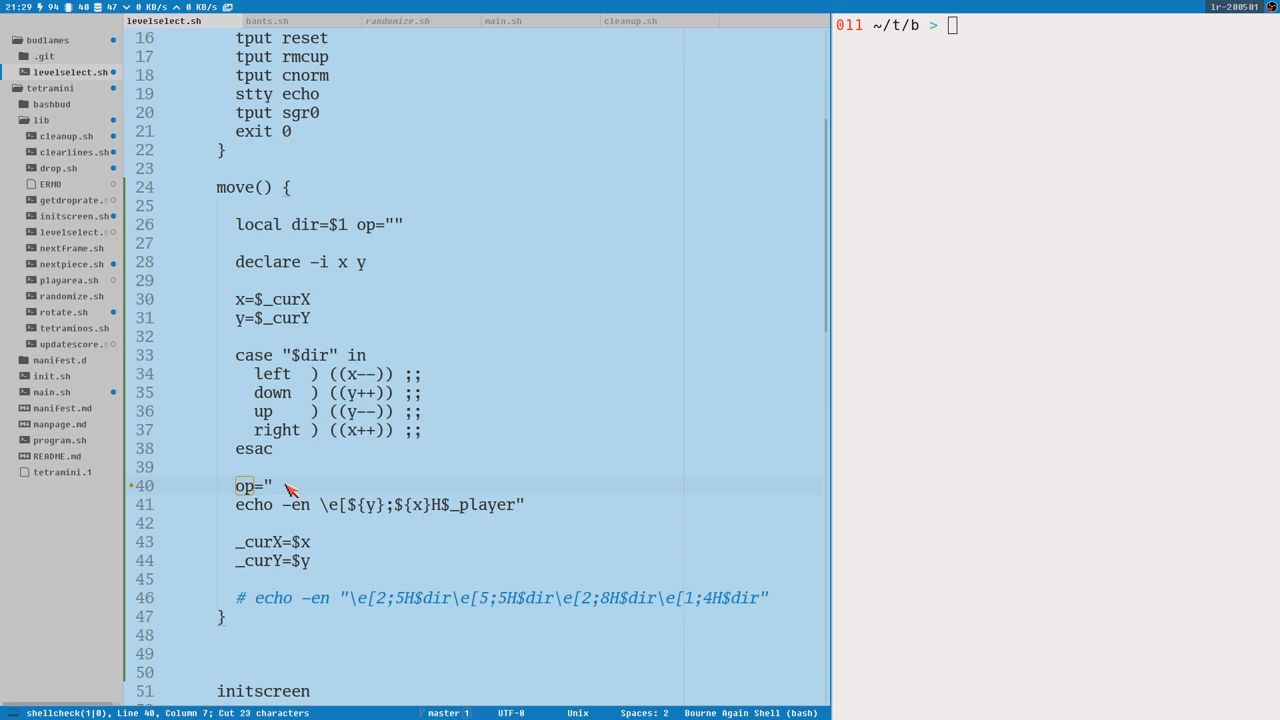 21:29 94 40 47 0 KB/s 0 KB/s lr-200501
levelselect.sh bants.sh randomize.sh main.sh cleanup.sh
budlames
.git
levelselect.sh
tetramini
bashbud
lib
cleanup.sh
clearlines.sh
drop.sh
ERMO
getdroprate.s
initscreen.sh
levelselect.s
nextframe.sh
nextpiece.sh
playarea.sh
randomize.sh
rotate.sh
tetraminos.sh
updatescore.s
manifest.d
init.sh
main.sh
manifest.md
manpage.md
program.sh
README.md
tetramini.1
16 tput reset
17 tput rmcup
18 tput cnorm
19 stty echo
20 tput sgr0
21 exit 0
22 }
23
24 move() {
25
26 local dir=$1 op=""
27
28 declare -i x y
29
30 x=$_curX
31 y=$_curY
32
33 case "$dir" in
34 left ) ((x--)) ;;
35 down ) ((y++)) ;;
36 up ) ((y--)) ;;
37 right ) ((x++)) ;;
38 esac
39
40 op="
41 echo -en \e[${y};${x}H$_player"
42
43 _curX=$x
44 _curY=$y
45
46 # echo -en "\e[2;5H$dir\e[5;5H$dir\e[2;8H$dir\e[1;4H$dir"
47 }
48
49
50
51 initscreen
011 ~/t/b >
shellcheck(1|0), Line 40, Column 7; Cut 23 characters master 1 UTF-8 Unix Spaces: 2 Bourne Again Shell (bash)